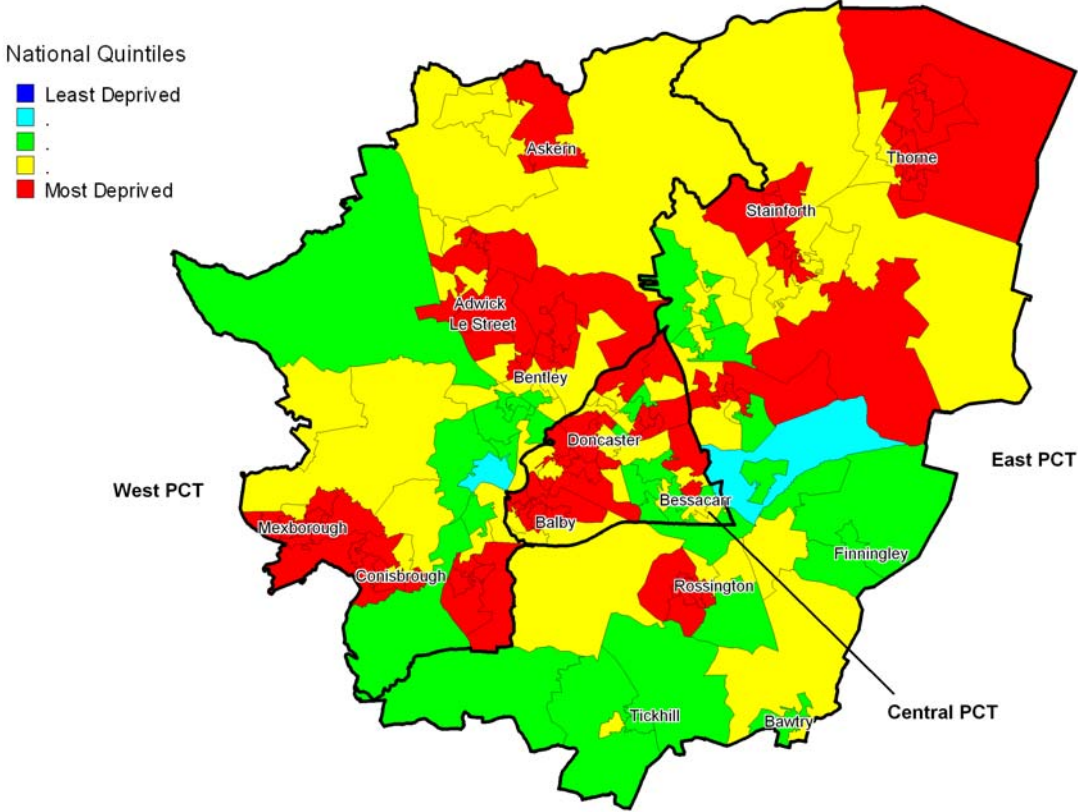 National Quintiles
Least Deprived
.
.
.
Most Deprived
Askern
Thorne
Stainforth
Adwick
Le Street
Bentley
Doncaster
East PCT
West PCT
Bessacarr
Mexborough
Balby
Finningley
Conisbrough
Rossington
Central PCT
Tickhill
Bawtry